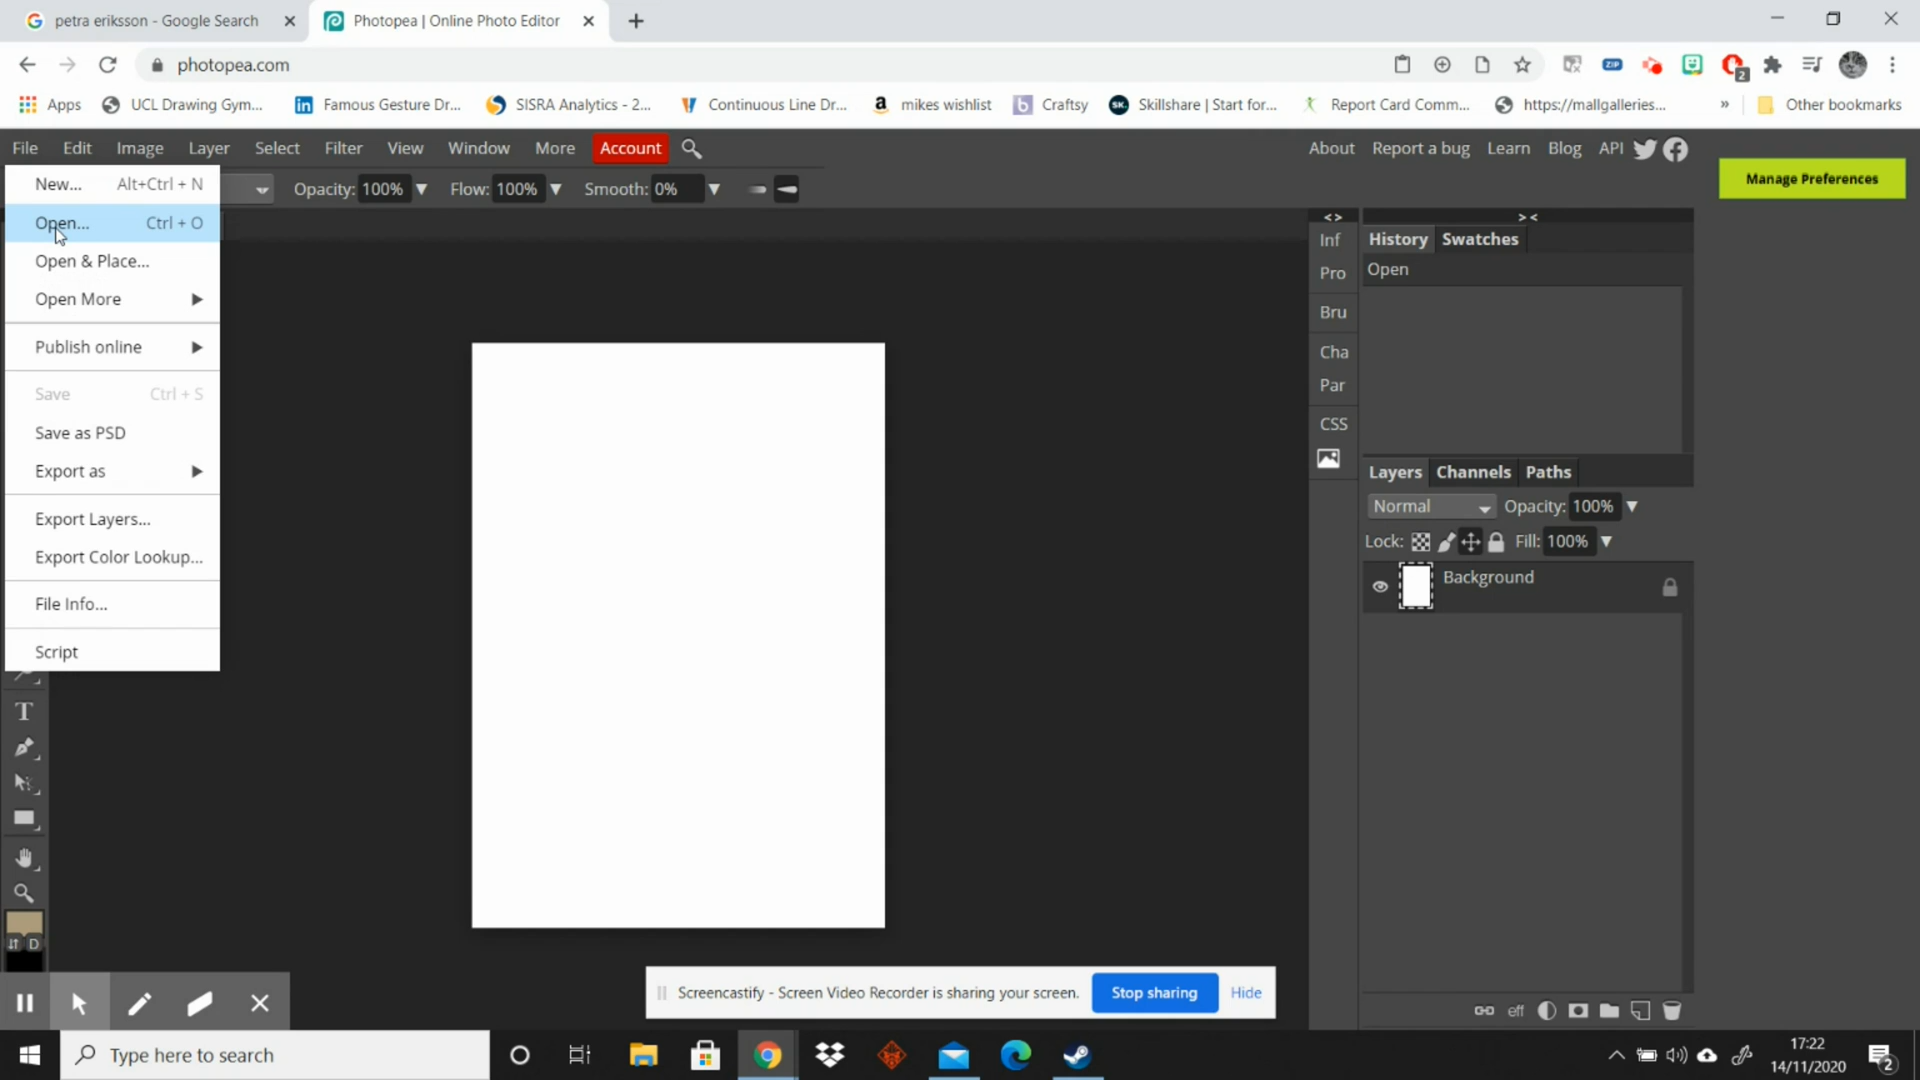 petra eriksson - Google Search
Photopea | Online Photo Editor
photopea.com
ZIP
2
Apps
UCL Drawing Gym...
Famous Gesture Dr...
SISRA Analytics - 2...
Continuous Line Dr...
mikes wishlist
Craftsy
Skillshare | Start for...
Report Card Comm...
https://mallgalleries...
»
Other bookmarks
File Edit Image Layer Select Filter View Window More Account
About Report a bug Learn Blog API
Manage Preferences
New... Alt+Ctrl + N
Opacity: 100% Flow: 100% Smooth: 0%
Open... Ctrl + O
Open & Place...
Open More
Publish online
Save Ctrl + S
Save as PSD
Export as
Export Layers...
Export Color Lookup...
File Info...
Script
T
D
< >
> <
Inf
Pro
Bru
Cha
Par
CSS
History Swatches
Open
Layers Channels Paths
Normal Opacity: 100%
Lock: Fill: 100%
Background
eff
Screencastify - Screen Video Recorder is sharing your screen. Stop sharing Hide
Type here to search
17:22
14/11/2020
2